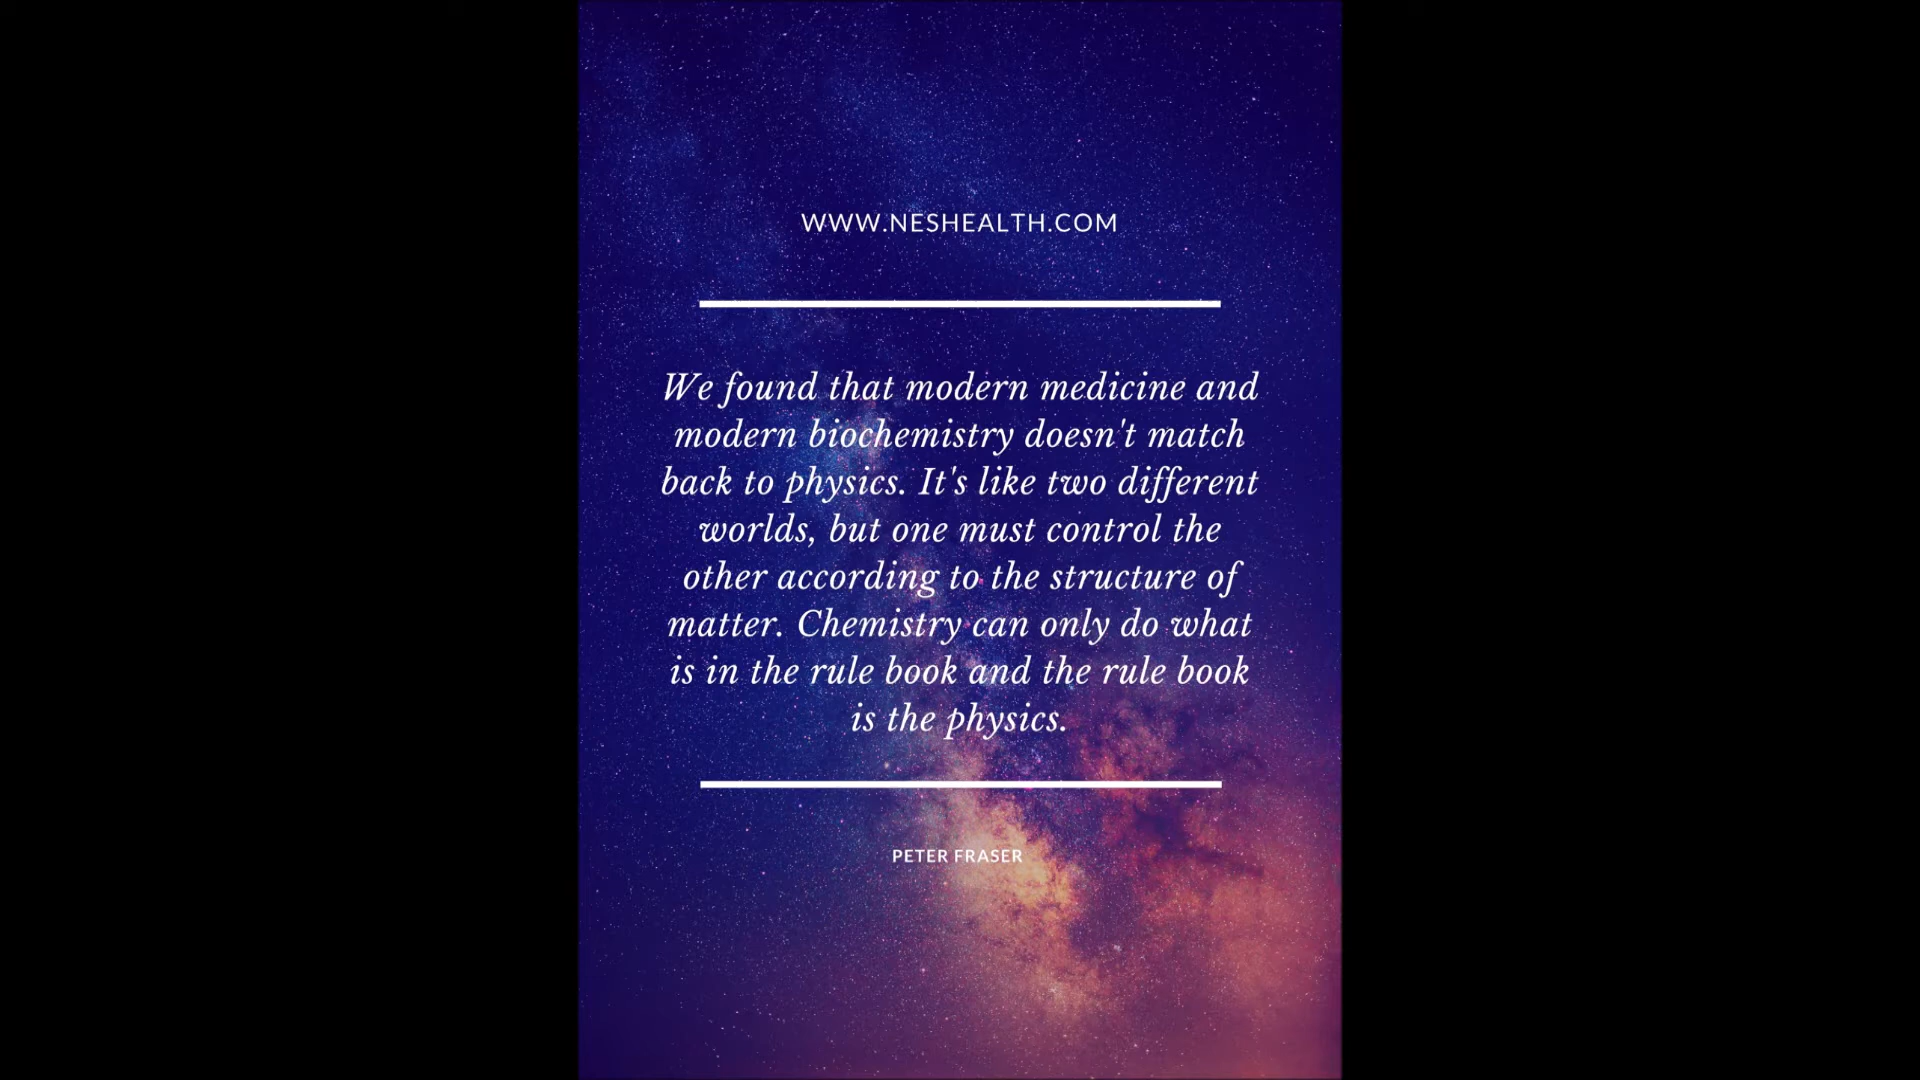 WWW.NESHEALTH.COM
We found that modern medicine and
modern biochemistry doesn't match
back to physics. It's like two different
worlds, but one must control the
other according to the structure of
matter. Chemistry can only do what
is in the rule book and the rule book
is the physics.
PETER FRASER